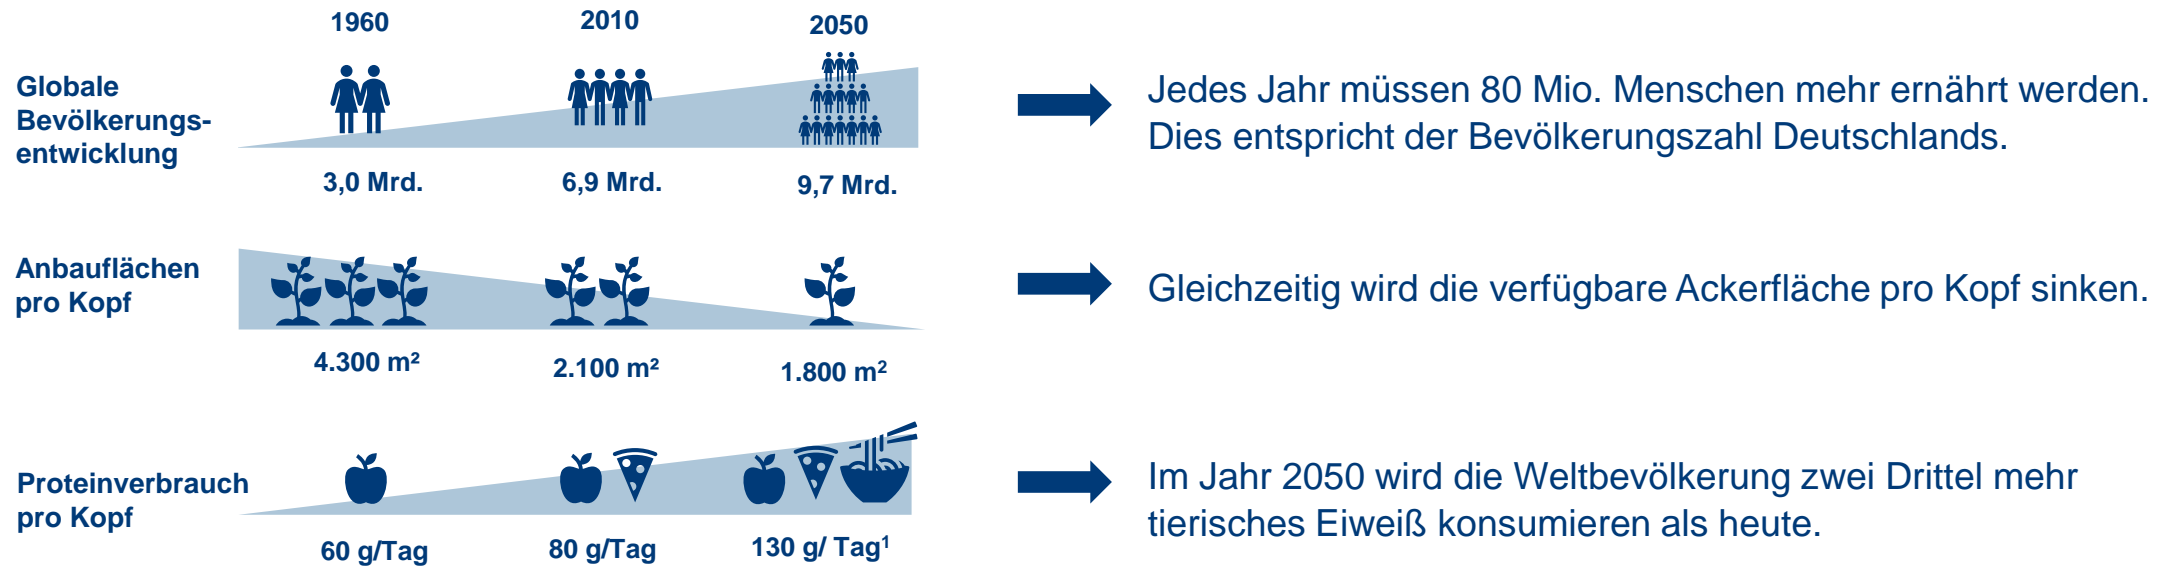 1960
2010
2050
Globale
Bevölkerungs-
entwicklung
3,0 Mrd.
6,9 Mrd.
9,7 Mrd.
Jedes Jahr müssen 80 Mio. Menschen mehr ernährt werden.
Dies entspricht der Bevölkerungszahl Deutschlands.
Anbauflächen
pro Kopf
4.300 m²
2.100 m²
1.800 m²
Gleichzeitig wird die verfügbare Ackerfläche pro Kopf sinken.
Proteinverbrauch
pro Kopf
60 g/Tag
80 g/Tag
130 g/ Tag¹
Im Jahr 2050 wird die Weltbevölkerung zwei Drittel mehr
tierisches Eiweiß konsumieren als heute.